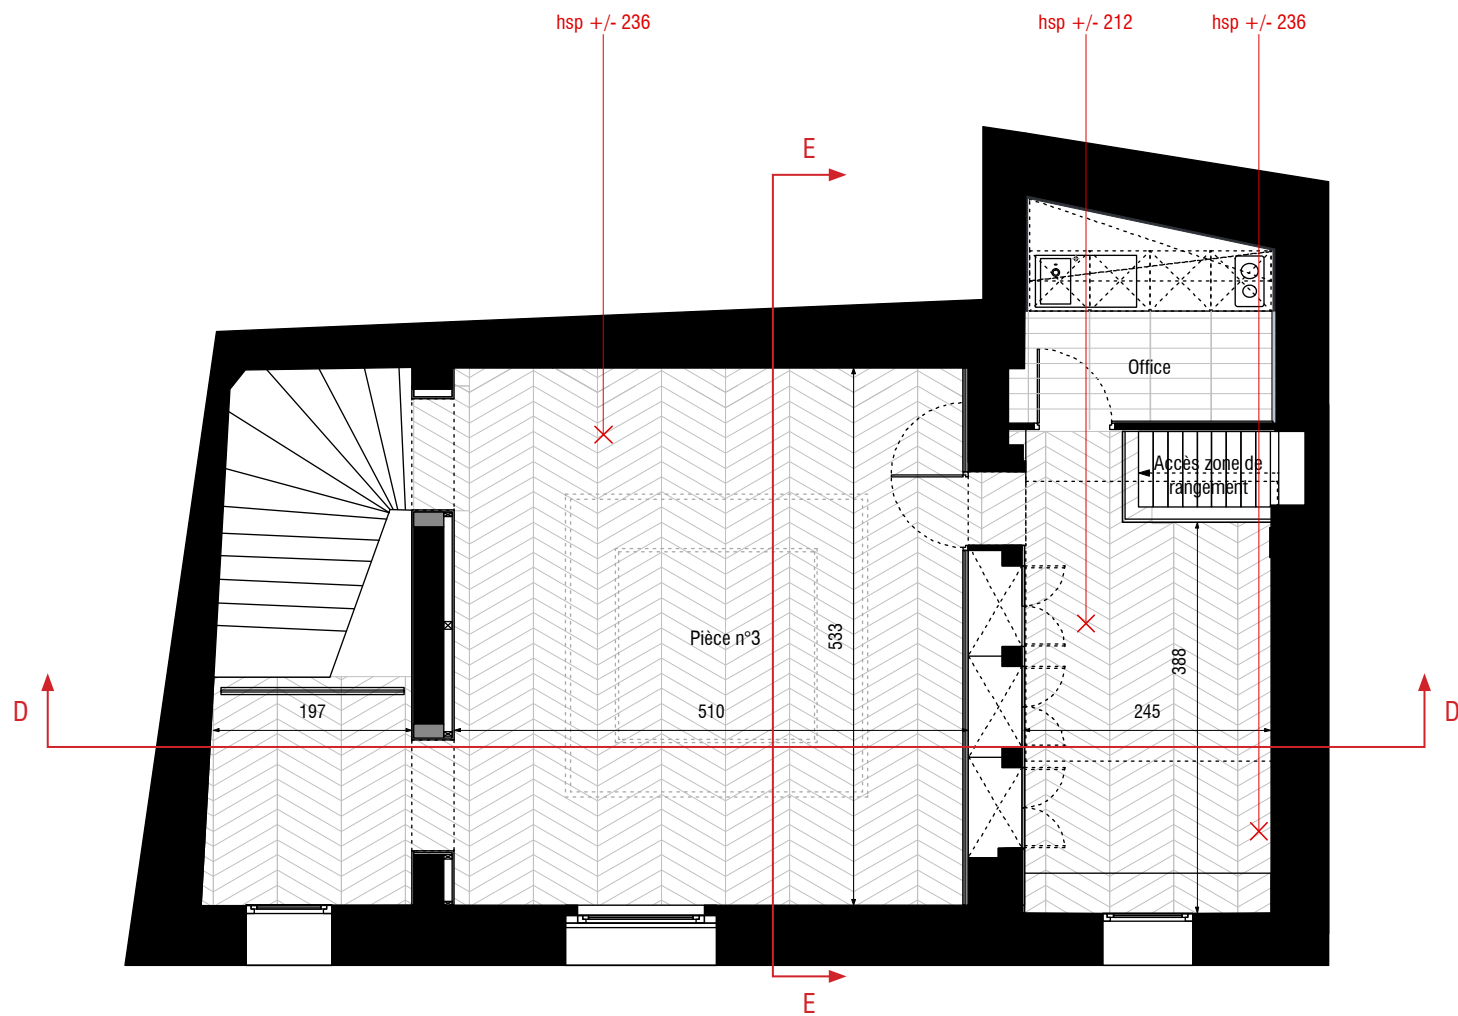 hsp +/- 236
hsp +/- 212
hsp +/- 236
E
Office
Accès zone de
rangement
Pièce n°3
533
388
D
197
510
245
D
E